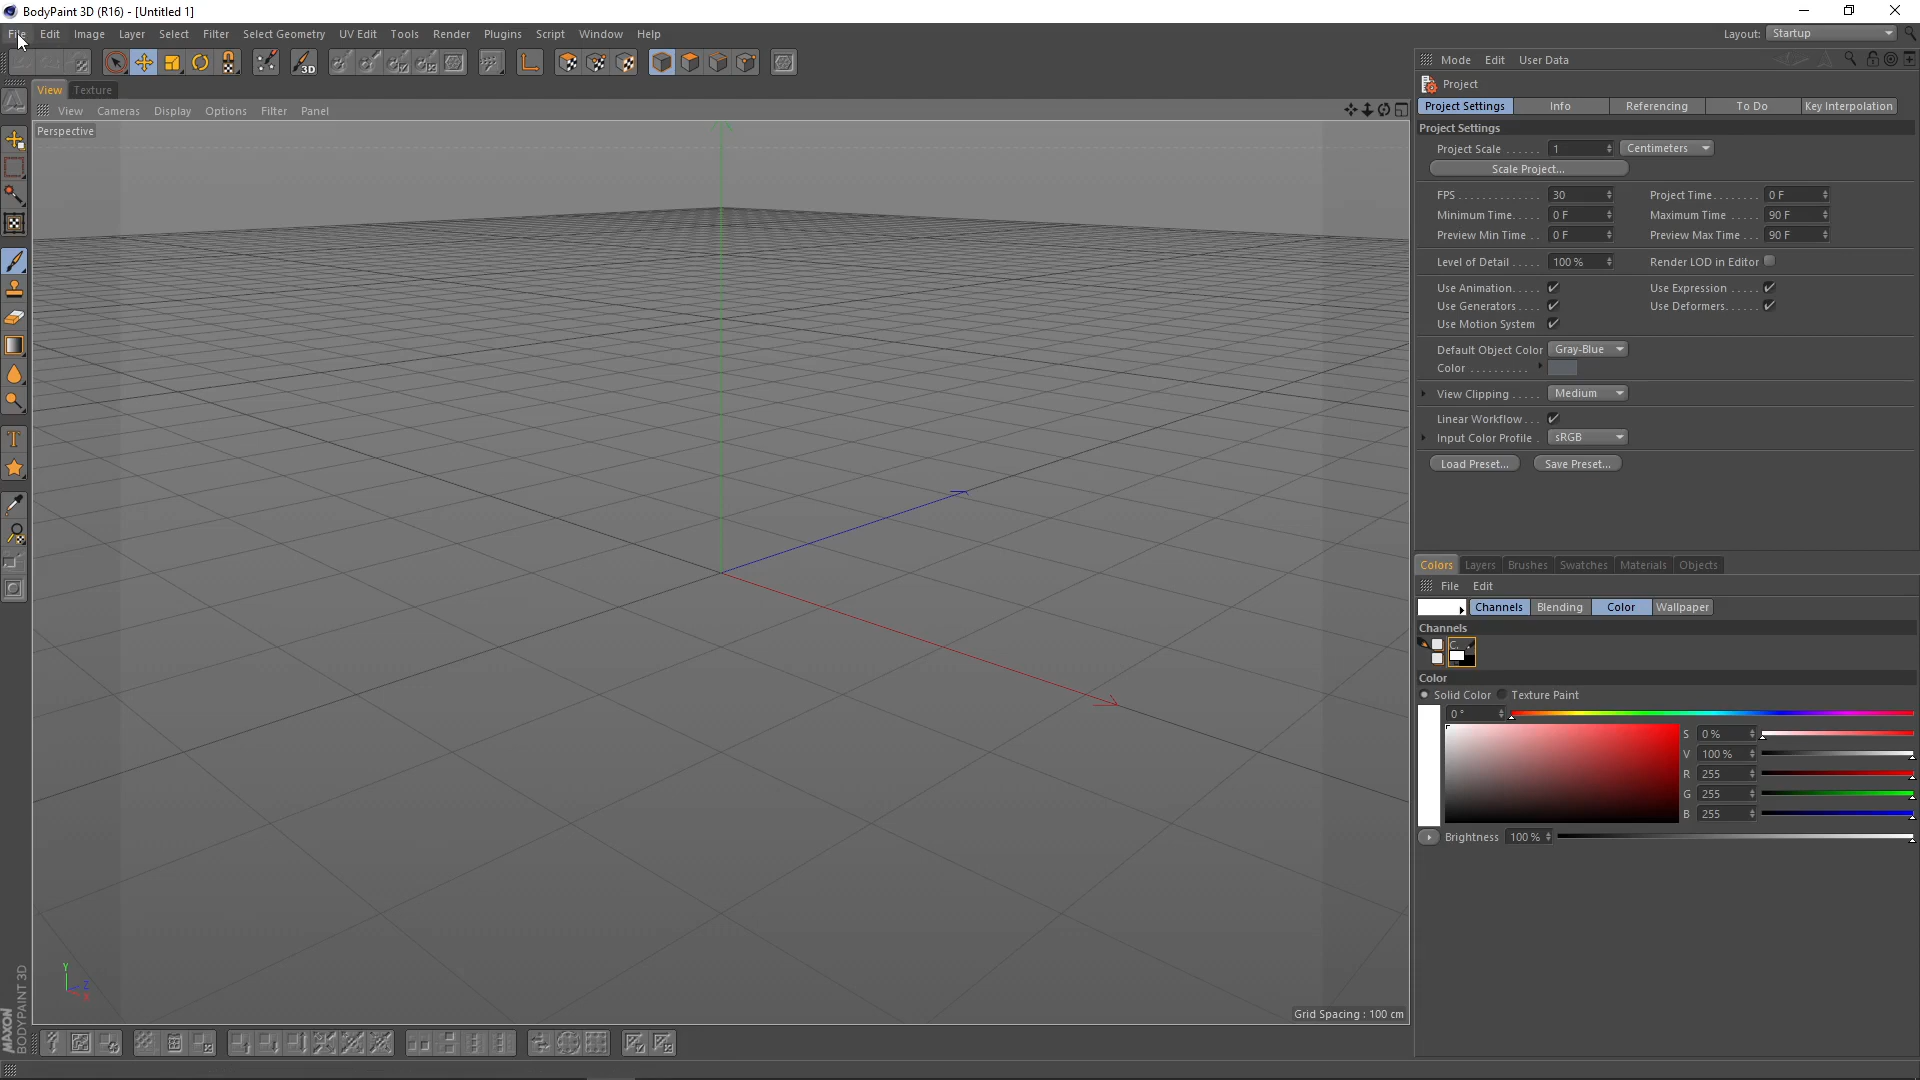 BodyPaint 3D (R16) - [Untitled 1]
File Edit Image Layer Select Filter Select Geometry UV Edit Tools Render Plugins Script Window Help
Layout: Startup
View Texture
View Cameras Display Options Filter Panel
Perspective
Grid Spacing : 100 cm
Y
Z
X
MAXON
BODYPAINT 3D
Mode Edit User Data
Project
Project Settings Info Referencing To Do Key Interpolation
Project Settings
Project Scale ...... 1 Centimeters
Scale Project...
FPS .............. 30 Project Time........ 0 F
Minimum Time..... 0 F Maximum Time ..... 90 F
Preview Min Time .. 0 F Preview Max Time ... 90 F
Level of Detail ..... 100 % Render LOD in Editor
Use Animation..... Use Expression .....
Use Generators.... Use Deformers......
Use Motion System
Default Object Color Gray-Blue
Color ..........
View Clipping ..... Medium
Linear Workflow ...
Input Color Profile . sRGB
Load Preset... Save Preset...
Colors Layers Brushes Swatches Materials Objects
File Edit
Channels Blending Color Wallpaper
Channels
Color
Solid Color Texture Paint
0 °
S 0 %
V 100 %
R 255
G 255
B 255
Brightness 100 %